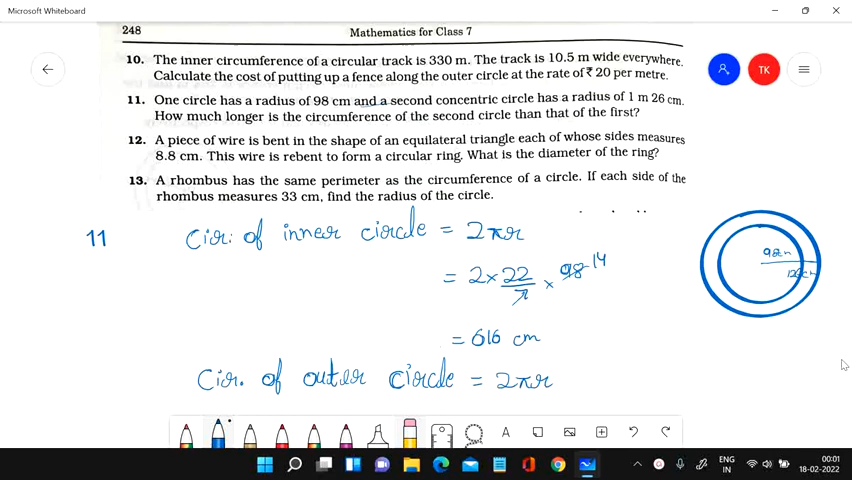 Microsoft Whiteboard
248
Mathematics for Class 7
10. The inner circumference of a circular track is 330 m. The track is 10.5 m wide everywhere.
Calculate the cost of putting up a fence along the outer circle at the rate of ₹ 20 per metre.
11. One circle has a radius of 98 cm and a second concentric circle has a radius of 1 m 26 cm.
How much longer is the circumference of the second circle than that of the first?
12. A piece of wire is bent in the shape of an equilateral triangle each of whose sides measures
8.8 cm. This wire is rebent to form a circular ring. What is the diameter of the ring?
13. A rhombus has the same perimeter as the circumference of a circle. If each side of the
rhombus measures 33 cm, find the radius of the circle.
TK
11 Cir. of inner circle = 2πr
= 2 × 22/7 × 98 14
= 616 cm
Cir. of outer circle = 2πr
98cm
126cm
A
ENG
IN
00:01
18-02-2022